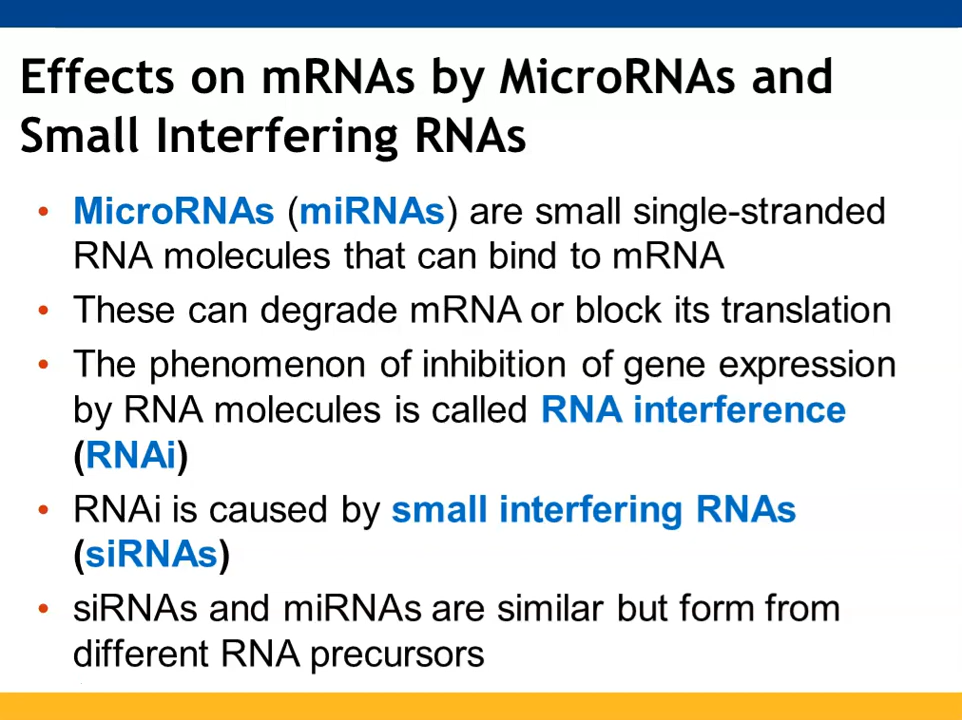 Effects on mRNAs by MicroRNAs and
Small Interfering RNAs
• MicroRNAs (miRNAs) are small single-stranded
RNA molecules that can bind to mRNA
• These can degrade mRNA or block its translation
• The phenomenon of inhibition of gene expression
by RNA molecules is called RNA interference
(RNAi)
• RNAi is caused by small interfering RNAs
(siRNAs)
• siRNAs and miRNAs are similar but form from
different RNA precursors